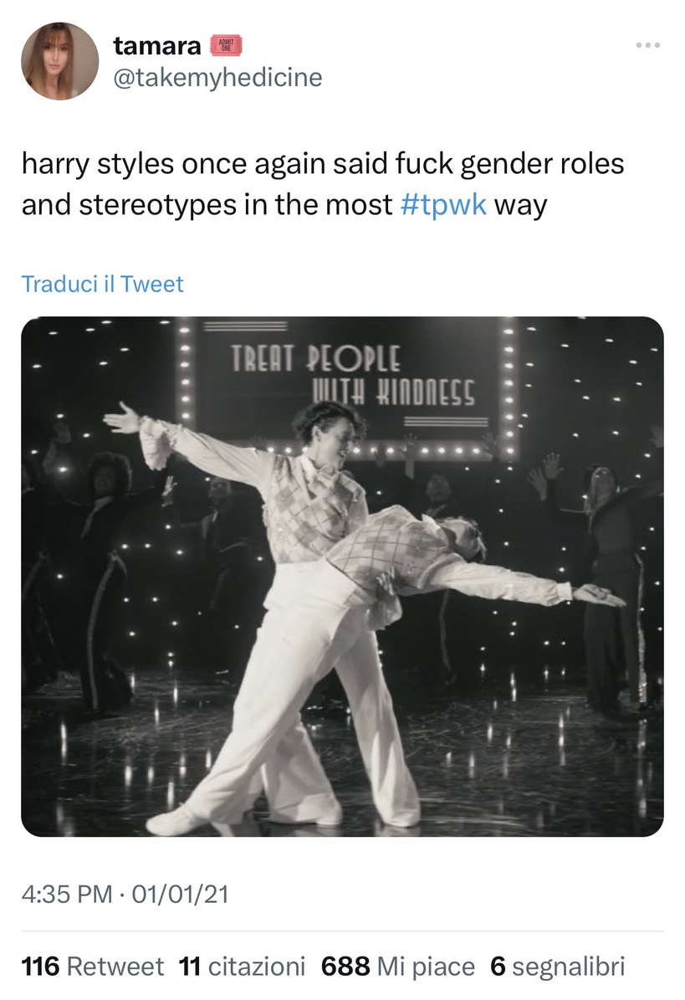 tamara 🎟️
ADMIT
ONE
@takemyhedicine
harry styles once again said fuck gender roles
and stereotypes in the most #tpwk way
Traduci il Tweet
TREAT PEOPLE
WITH KINDNESS
4:35 PM · 01/01/21
116 Retweet 11 citazioni 688 Mi piace 6 segnalibri